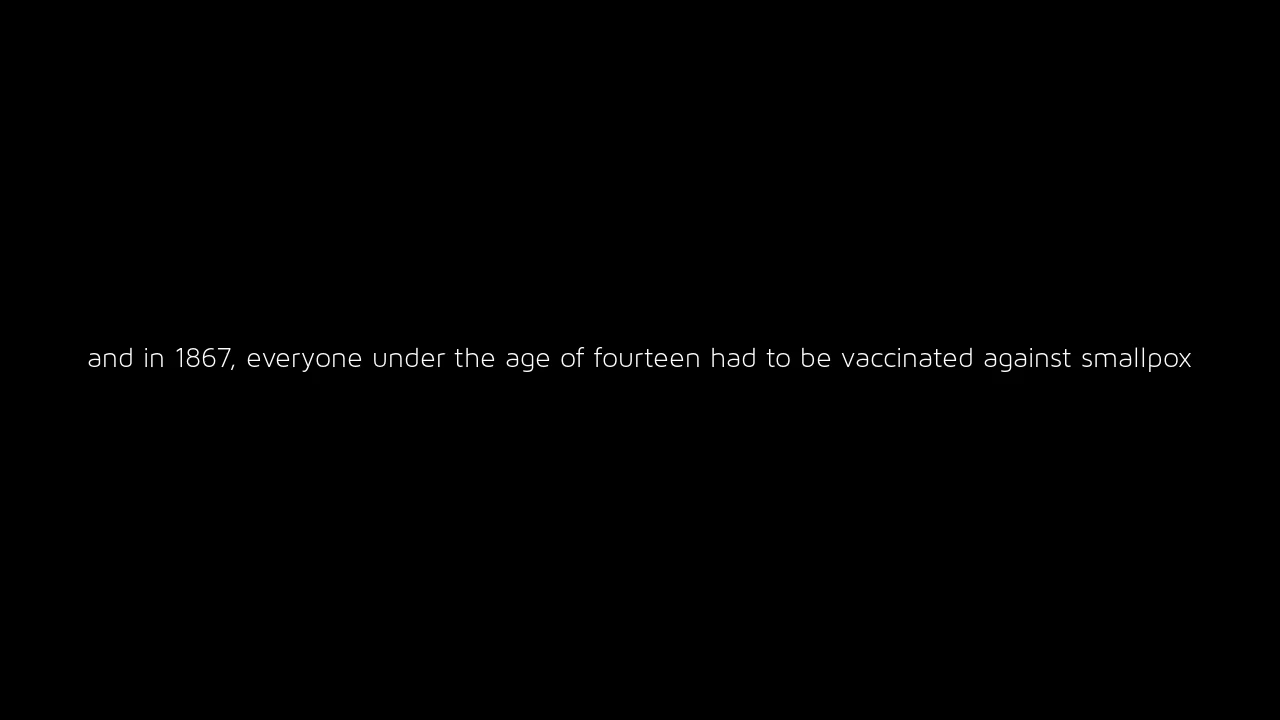 and in 1867, everyone under the age of fourteen had to be vaccinated against smallpox